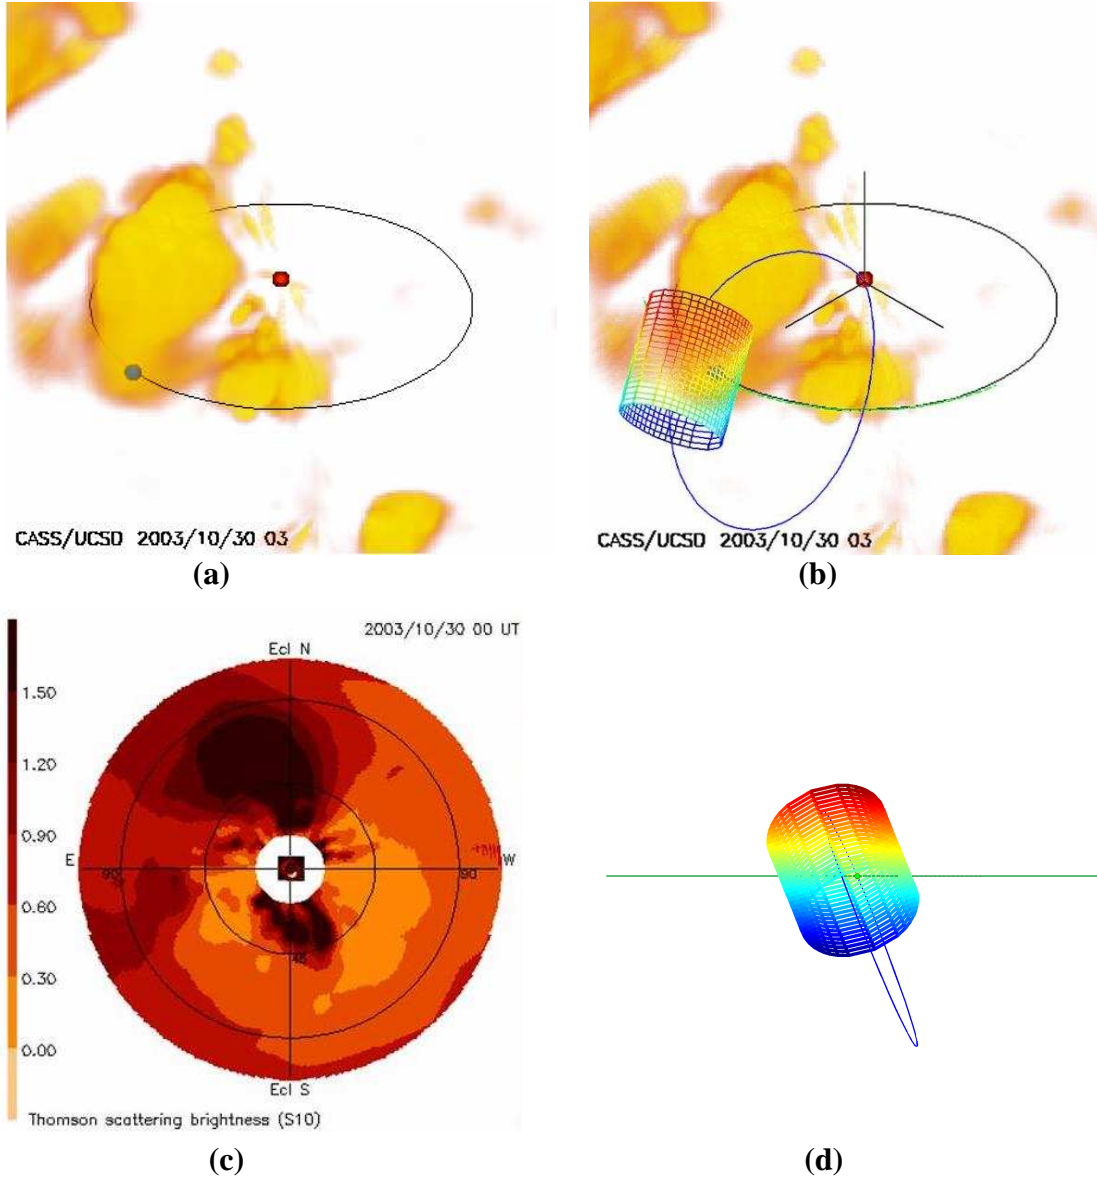 CASS/UCSD 2003/10/30 03
(a)
CASS/UCSD 2003/10/30 03
(b)
2003/10/30 00 UT
Ecl N
1.50
1.20
0.90
0.60
0.30
0.00
E
90
90
W
45
Ecl S
Thomson scattering brightness (S10)
(c)
(d)